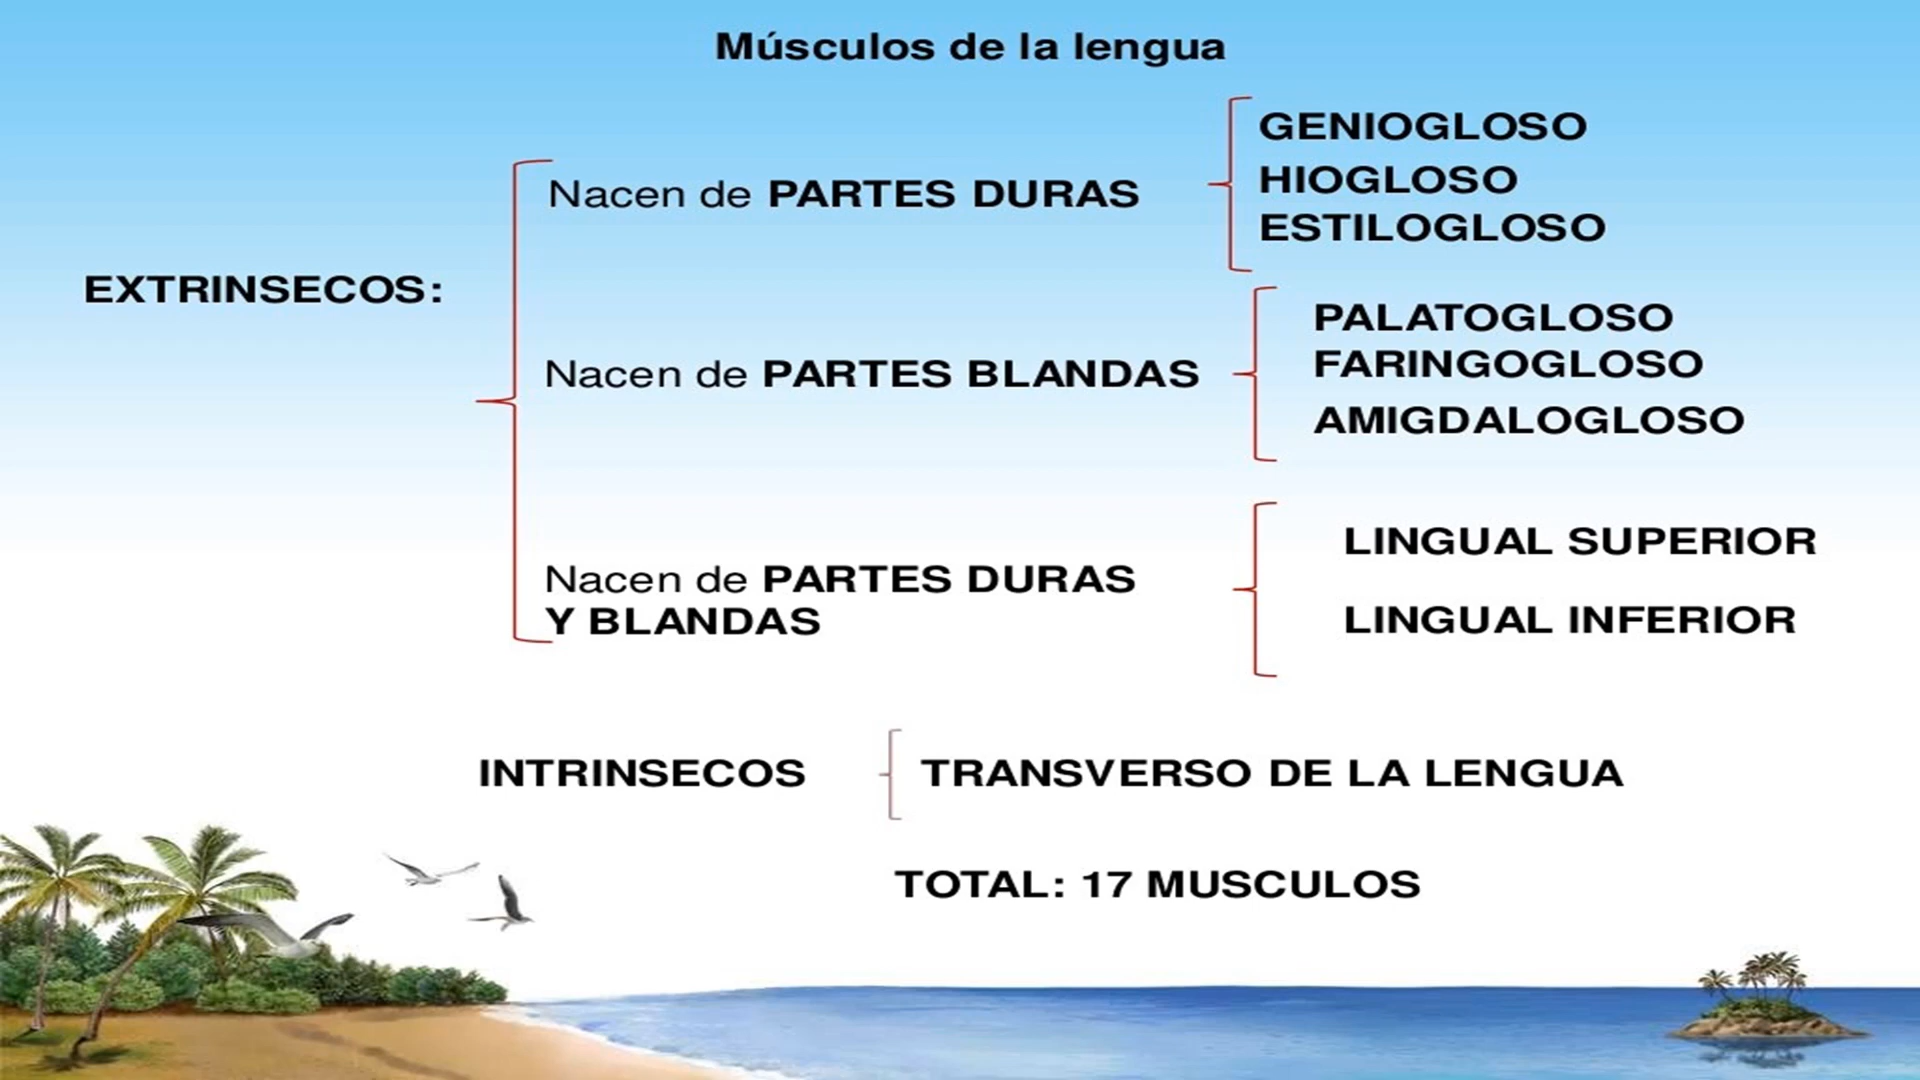 Músculos de la lengua
EXTRINSECOS:
Nacen de PARTES DURAS
GENIOGLOSO
HIOGLOSO
ESTILOGLOSO
Nacen de PARTES BLANDAS
PALATOGLOSO
FARINGOGLOSO
AMIGDALOGLOSO
Nacen de PARTES DURAS
Y BLANDAS
LINGUAL SUPERIOR
LINGUAL INFERIOR
INTRINSECOS
TRANSVERSO DE LA LENGUA
TOTAL: 17 MUSCULOS